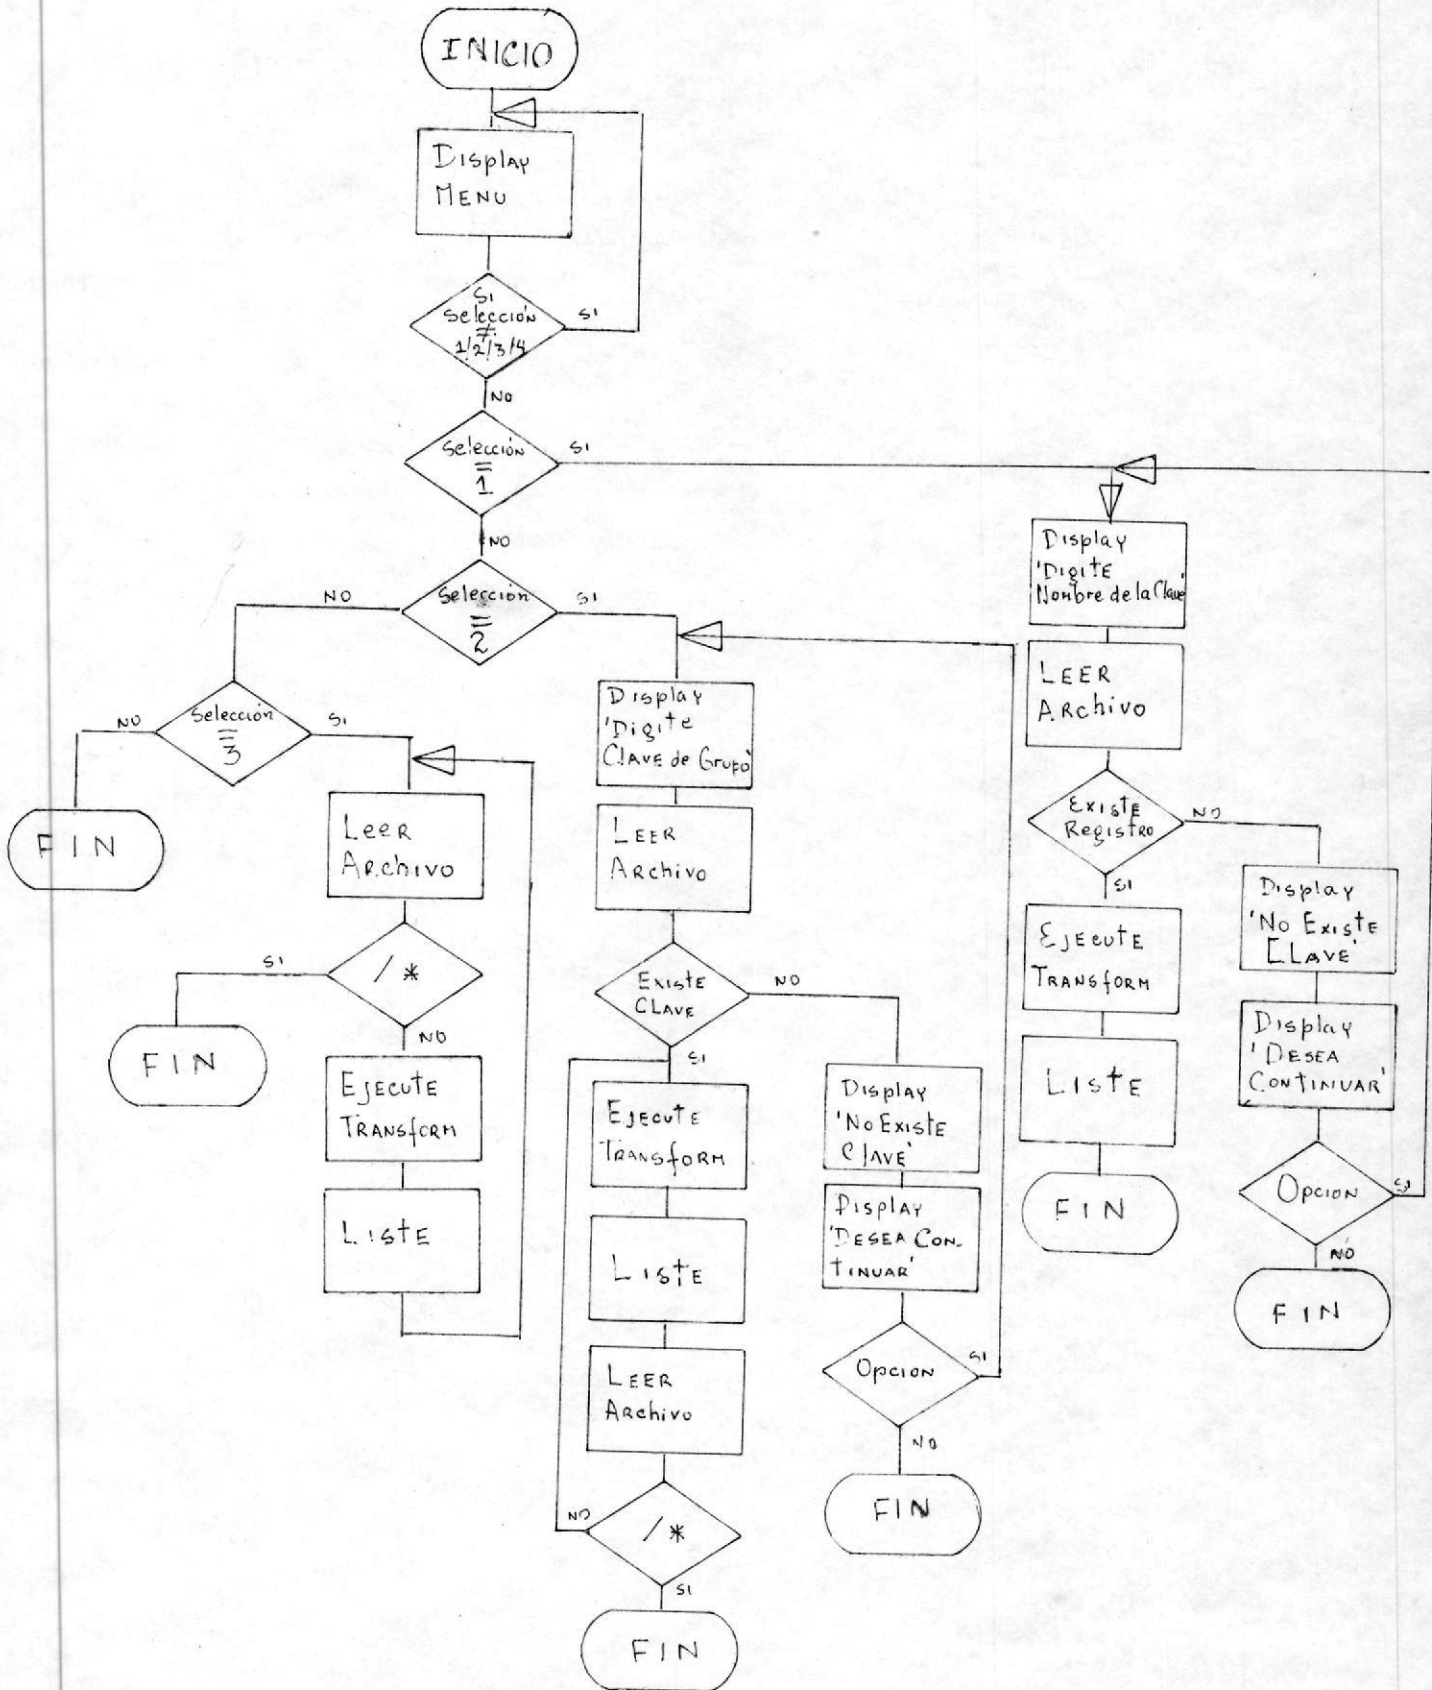 INICIO
Display
MENU
SI
Selección
≠
1/2/3/4
SI
NO
Selección
=
1
SI
NO
Selección
=
2
NO
SI
Selección
=
3
NO
SI
FIN
Leer
Archivo
/*
SI
NO
FIN
Ejecute
Transform
Liste
Display
'Digite
Clave de Grupo'
LEER
Archivo
Existe
Clave
NO
SI
Ejecute
Transform
Liste
LEER
Archivo
/*
NO
SI
FIN
Display
'No Existe
Clave'
Display
'DESEA CON-
TINUAR'
Opcion
SI
NO
FIN
Display
'Digite
Nombre de la Clave'
LEER
Archivo
Existe
Registro
NO
SI
Ejecute
Transform
Liste
FIN
Display
'No Existe
Clave'
Display
'DESEA
CONTINUAR'
Opcion
SI
NO
FIN